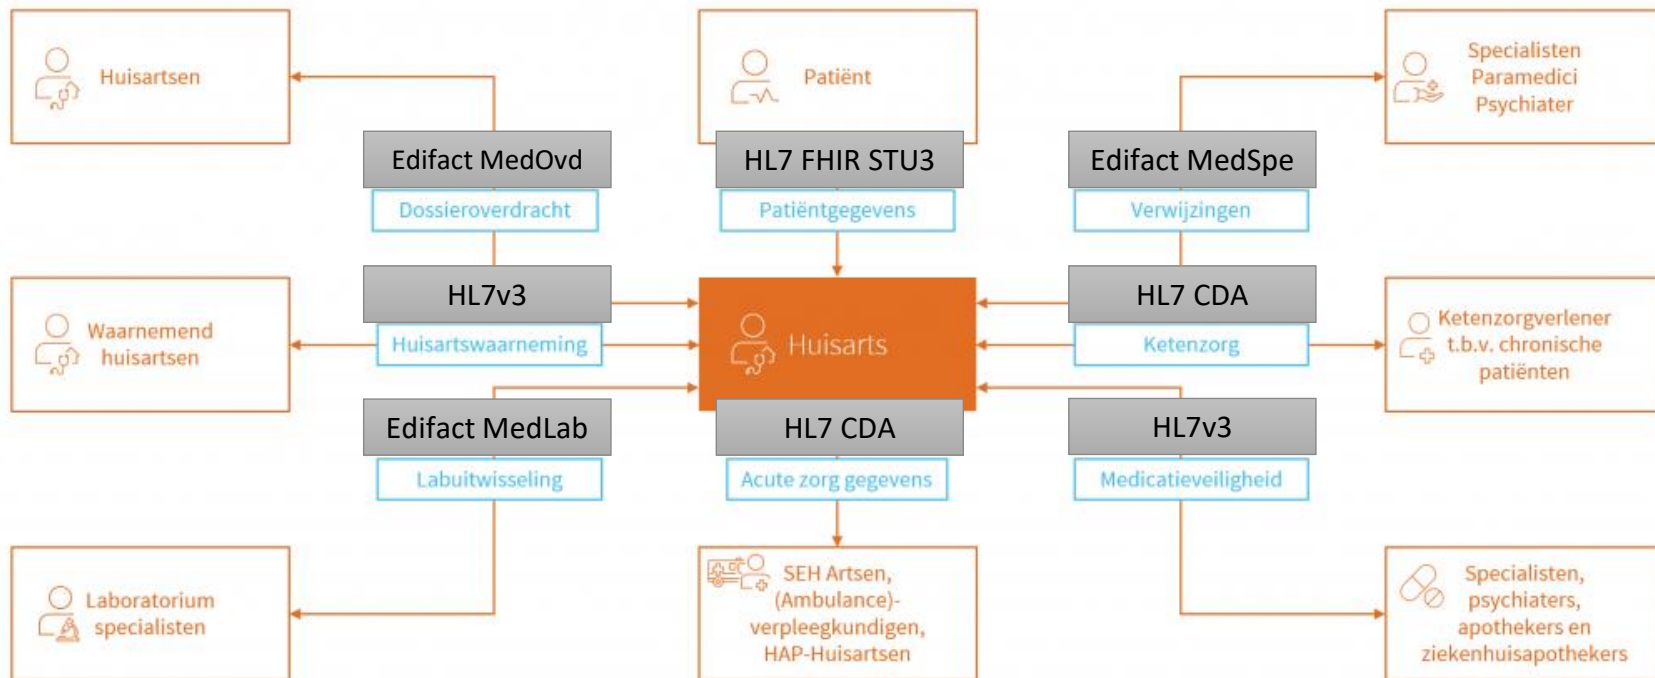 Huisartsen
Patiënt
Specialisten
Paramedici
Psychiater
Edifact MedOvd
HL7 FHIR STU3
Edifact MedSpe
Dossieroverdracht
Patiëntgegevens
Verwijzingen
HL7v3
HL7 CDA
Waarnemend
huisartsen
Huisartswaarneming
Huisarts
Ketenzorg
Ketenzorgverlener
t.b.v. chronische
patiënten
Edifact MedLab
HL7 CDA
HL7v3
Labuitwisseling
Acute zorg gegevens
Medicatieveiligheid
Laboratorium
specialisten
SEH Artsen,
(Ambulance)-
verpleegkundigen,
HAP-Huisartsen
Specialisten,
psychiaters,
apothekers en
ziekenhuisapothekers